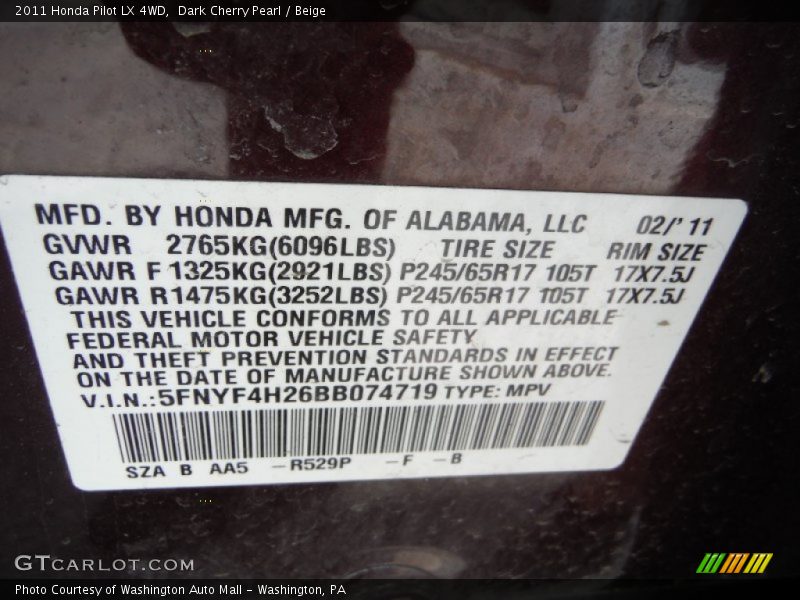 2011 Honda Pilot LX 4WD, Dark Cherry Pearl / Beige
MFD. BY HONDA MFG. OF ALABAMA, LLC 02/' 11
GVWR 2765KG(6096LBS) TIRE SIZE RIM SIZE
GAWR F 1325KG(2921LBS) P245/65R17 105T 17X7.5J
GAWR R1475KG(3252LBS) P245/65R17 105T 17X7.5J
THIS VEHICLE CONFORMS TO ALL APPLICABLE
FEDERAL MOTOR VEHICLE SAFETY
AND THEFT PREVENTION STANDARDS IN EFFECT
ON THE DATE OF MANUFACTURE SHOWN ABOVE.
V.I.N.:5FNYF4H26BB074719 TYPE: MPV
SZA B AA5 -R529P -F -B
GTCARLOT.COM
Photo Courtesy of Washington Auto Mall - Washington, PA